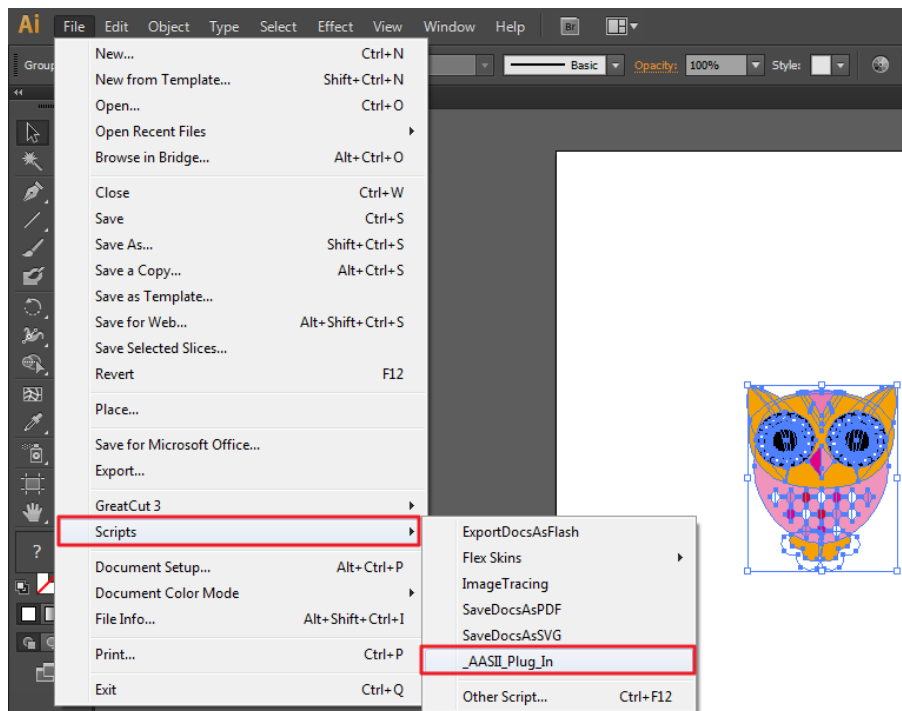 Ai File Edit Object Type Select Effect View Window Help Br
Group Basic Opacity: 100% Style:
New... Ctrl+N
New from Template... Shift+Ctrl+N
Open... Ctrl+O
Open Recent Files
Browse in Bridge... Alt+Ctrl+O
Close Ctrl+W
Save Ctrl+S
Save As... Shift+Ctrl+S
Save a Copy... Alt+Ctrl+S
Save as Template...
Save for Web... Alt+Shift+Ctrl+S
Save Selected Slices...
Revert F12
Place...
Save for Microsoft Office...
Export...
GreatCut 3
Scripts
Document Setup... Alt+Ctrl+P
Document Color Mode
File Info... Alt+Shift+Ctrl+I
Print... Ctrl+P
Exit Ctrl+Q
ExportDocsAsFlash
Flex Skins
ImageTracing
SaveDocsAsPDF
SaveDocsAsSVG
_AASII_Plug_In
Other Script... Ctrl+F12
?